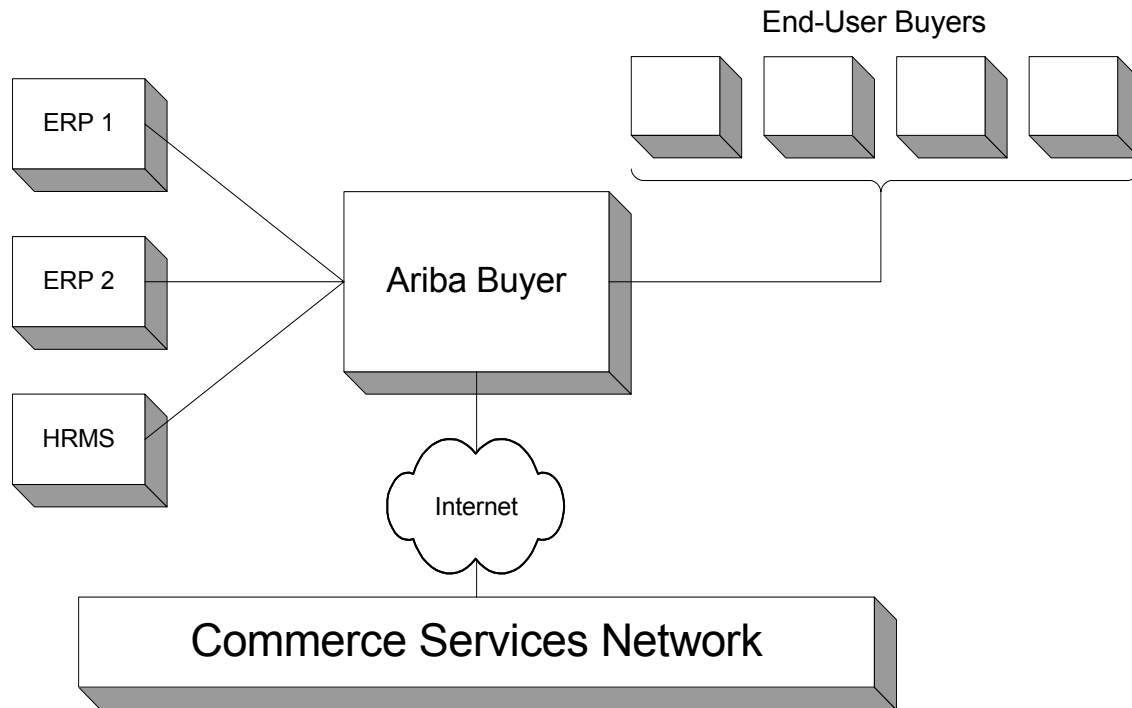 End-User Buyers
ERP 1
ERP 2
Ariba Buyer
HRMS
Internet
Commerce Services Network